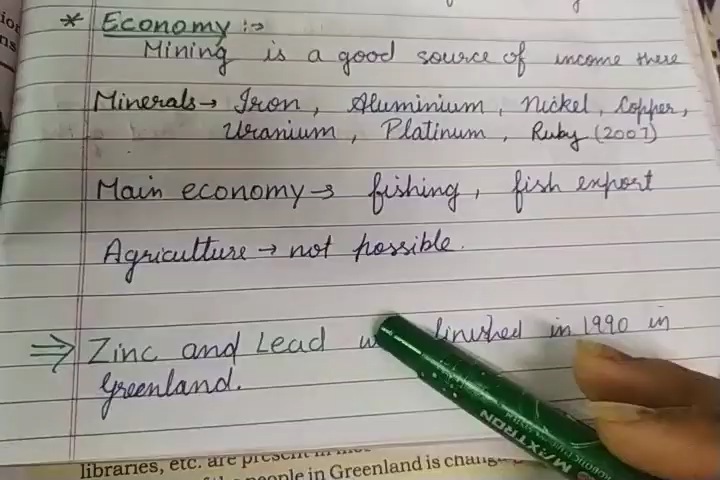 * Economy :→
Mining is a good source of income there
Minerals → Iron, Aluminium, Nickel, Copper,
Uranium, Platinum, Ruby (2007)
Main economy → fishing, fish export
Agriculture → not possible.
⇒ Zinc and Lead finished in 1990 in
Greenland.
MAXTRON
libraries, etc. are present in
people in Greenland is